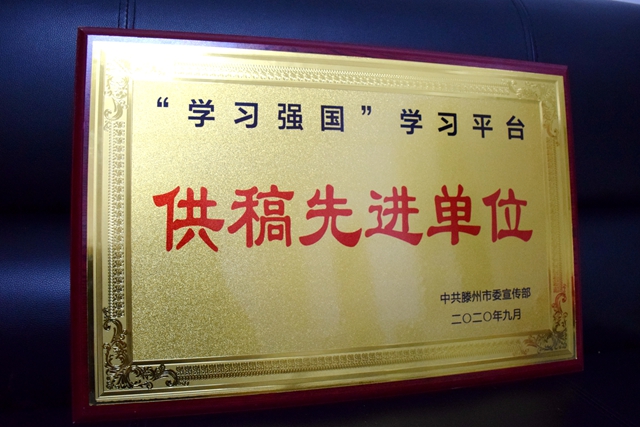 “学习强国”学习平台
供稿先进单位
中共滕州市委宣传部
二〇二〇年九月